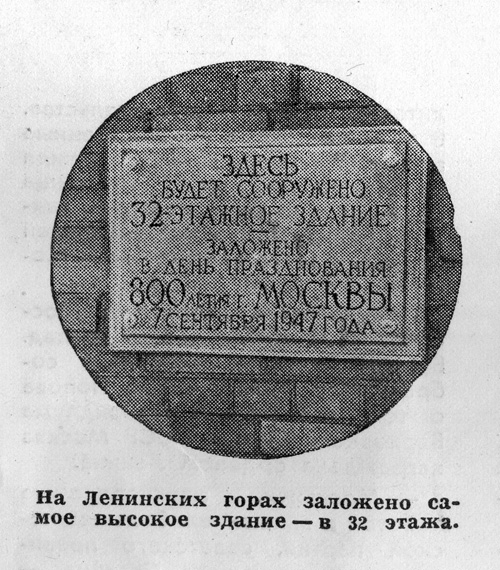 ЗДЕСЬ
БУДЕТ СООРУЖЕНО
32-ЭТАЖНОЕ ЗДАНИЕ
ЗАЛОЖЕНО
В ДЕНЬ ПРАЗДНОВАНИЯ
800 ЛЕТИЯ Г. МОСКВЫ
7 СЕНТЯБРЯ 1947 ГОДА
На Ленинских горах заложено са-
мое высокое здание — в 32 этажа.